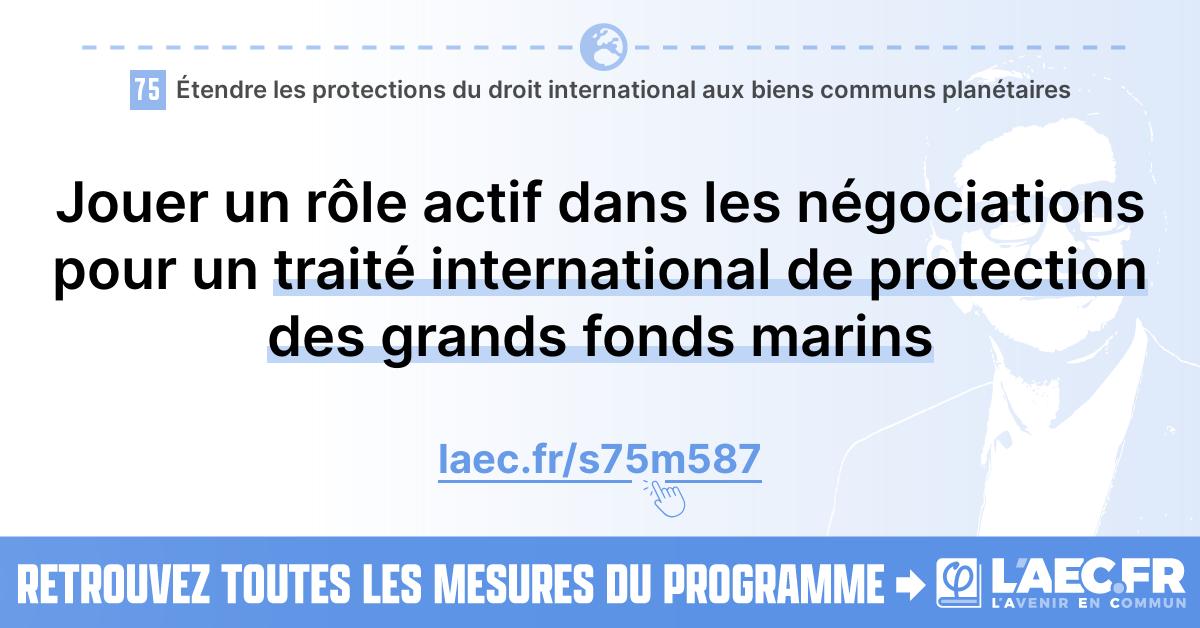 75 Étendre les protections du droit international aux biens communs planétaires
Jouer un rôle actif dans les négociations
pour un traité international de protection
des grands fonds marins
laec.fr/s75m587
RETROUVEZ TOUTES LES MESURES DU PROGRAMME
L'AEC.FR
L'AVENIR EN COMMUN